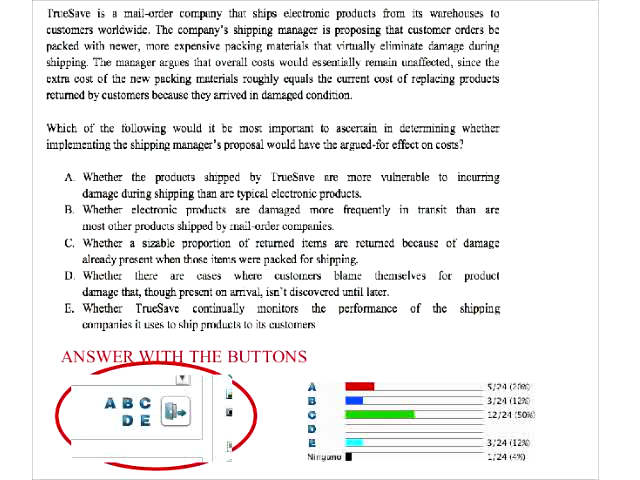 TrueSave is a mail-order company that ships electronic products from its warehouses to
customers worldwide. The company's shipping manager is proposing that customer orders be
packed with newer, more expensive packing materials that virtually eliminate damage during
shipping. The manager argues that overall costs would essentially remain unaffected, since the
extra cost of the new packing materials roughly equals the current cost of replacing products
returned by customers because they arrived in damaged condition.
Which of the following would it be most important to ascertain in determining whether
implementing the shipping manager's proposal would have the argued-for effect on costs?
A. Whether the products shipped by TrueSave are more vulnerable to incurring
damage during shipping than are typical electronic products.
B. Whether electronic products are damaged more frequently in transit than are
most other products shipped by mail-order companies.
C. Whether a sizable proportion of returned items are returned because of damage
already present when those items were packed for shipping.
D. Whether there are cases where customers blame themselves for product
damage that, though present on arrival, isn't discovered until later.
E. Whether TrueSave continually monitors the performance of the shipping
companies it uses to ship products to its customers
ANSWER WITH THE BUTTONS
A B C
D E
A 5/24 (20%)
B 3/24 (12%)
C 12/24 (50%)
D
E 3/24 (12%)
Ninguno 1/24 (4%)